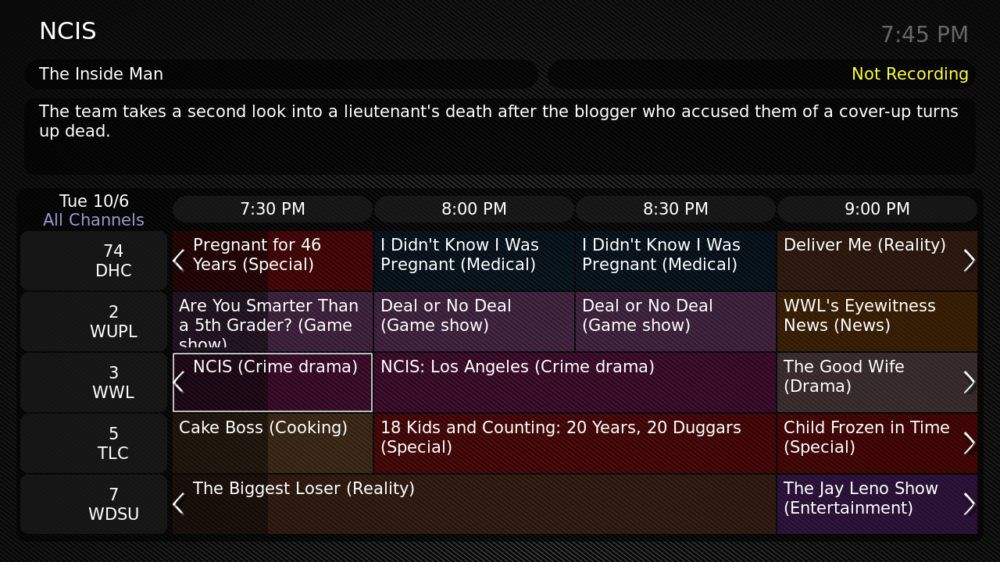 NCIS
7:45 PM
The Inside Man
Not Recording
The team takes a second look into a lieutenant's death after the blogger who accused them of a cover-up turns
up dead.
Tue 10/6
All Channels
7:30 PM
8:00 PM
8:30 PM
9:00 PM
74
DHC
Pregnant for 46
Years (Special)
I Didn't Know I Was
Pregnant (Medical)
I Didn't Know I Was
Pregnant (Medical)
Deliver Me (Reality)
2
WUPL
Are You Smarter Than
a 5th Grader? (Game
show)
Deal or No Deal
(Game show)
Deal or No Deal
(Game show)
WWL's Eyewitness
News (News)
3
WWL
NCIS (Crime drama)
NCIS: Los Angeles (Crime drama)
The Good Wife
(Drama)
5
TLC
Cake Boss (Cooking)
18 Kids and Counting: 20 Years, 20 Duggars
(Special)
Child Frozen in Time
(Special)
7
WDSU
The Biggest Loser (Reality)
The Jay Leno Show
(Entertainment)